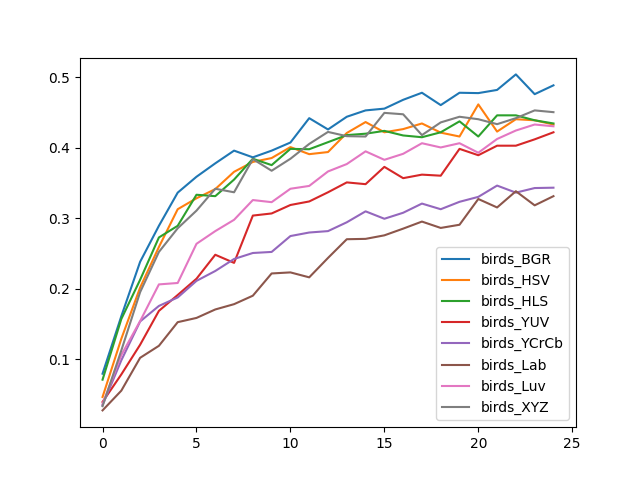 0.5
0.4
0.3
0.2
0.1
0 5 10 15 20 25
birds_BGR
birds_HSV
birds_HLS
birds_YUV
birds_YCrCb
birds_Lab
birds_Luv
birds_XYZ